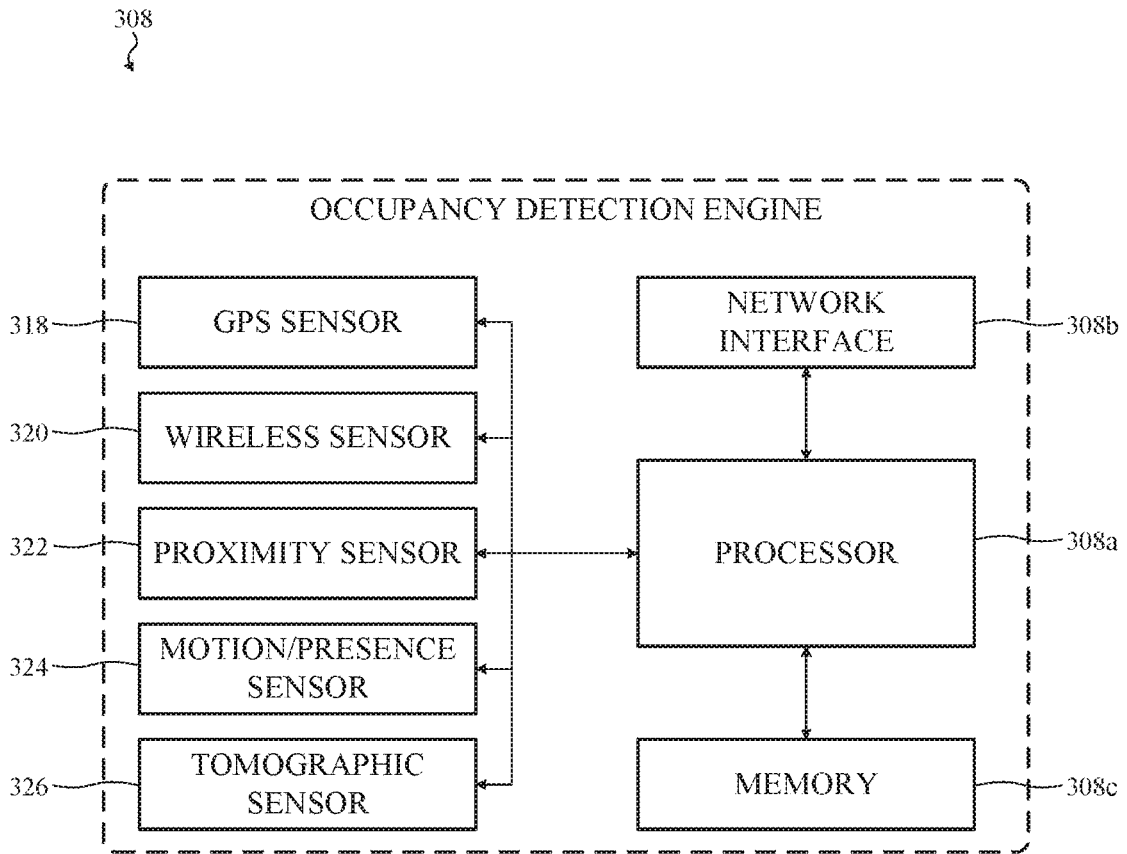 308
OCCUPANCY DETECTION ENGINE
318
GPS SENSOR
NETWORK
INTERFACE
308b
320
WIRELESS SENSOR
322
PROXIMITY SENSOR
PROCESSOR
308a
324
MOTION/PRESENCE
SENSOR
326
TOMOGRAPHIC
SENSOR
MEMORY
308c